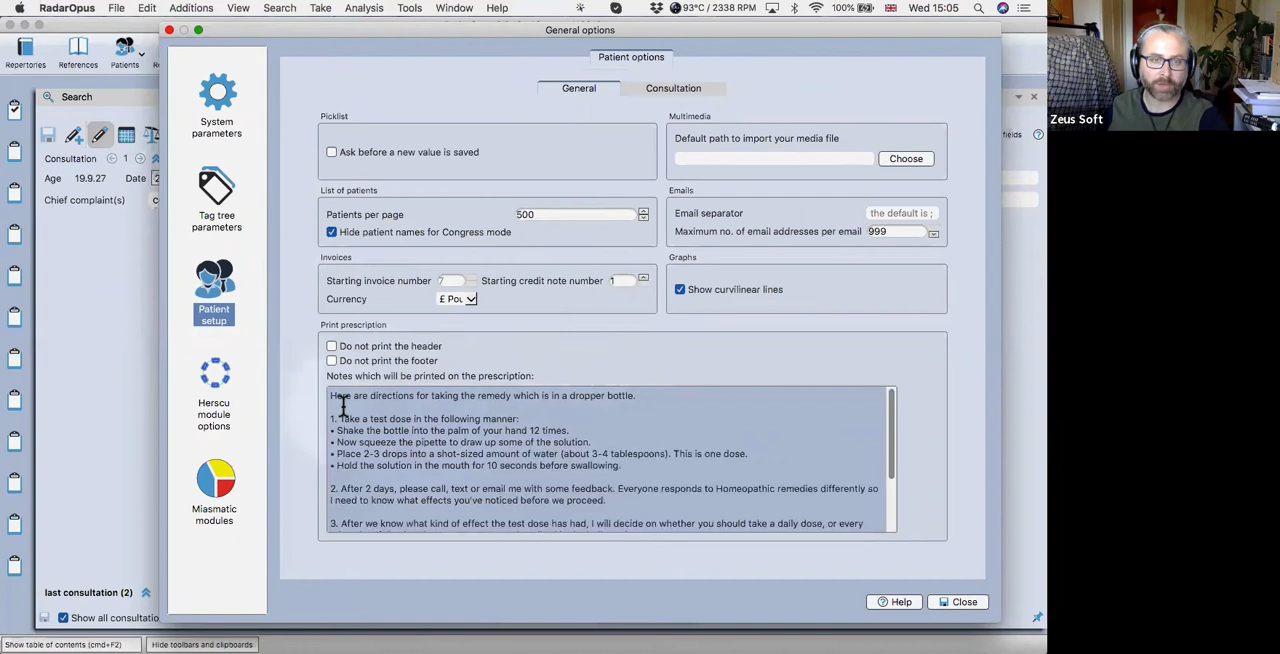 RadarOpus File Edit Additions View Search Take Analysis Tools Window Help 93°C / 2338 RPM 100% Wed 15:05
General options
Repertories References Patients
Patient options
General Consultation
Search
fields
Consultation 1
Age 19.9.27 Date 2
Chief complaint(s)
System parameters
Tag tree parameters
Patient setup
Herscu module options
Miasmatic modules
Picklist
Ask before a new value is saved
Multimedia
Default path to import your media file
Choose
List of patients
Patients per page 500
Hide patient names for Congress mode
Emails
Email separator the default is ;
Maximum no. of email addresses per email 999
Invoices
Starting invoice number 7 Starting credit note number 1
Currency £ Pou
Graphs
Show curvilinear lines
Print prescription
Do not print the header
Do not print the footer
Notes which will be printed on the prescription:
Here are directions for taking the remedy which is in a dropper bottle.
1. Take a test dose in the following manner:
• Shake the bottle into the palm of your hand 12 times.
• Now squeeze the pipette to draw up some of the solution.
• Place 2-3 drops into a shot-sized amount of water (about 3-4 tablespoons). This is one dose.
• Hold the solution in the mouth for 10 seconds before swallowing.
2. After 2 days, please call, text or email me with some feedback. Everyone responds to Homeopathic remedies differently so
I need to know what effects you've noticed before we proceed.
3. After we know what kind of effect the test dose has had, I will decide on whether you should take a daily dose, or every
last consultation (2)
Show all consultatio
Help Close
Show table of contents (cmd+F2) Hide toolbars and clipboards
Zeus Soft